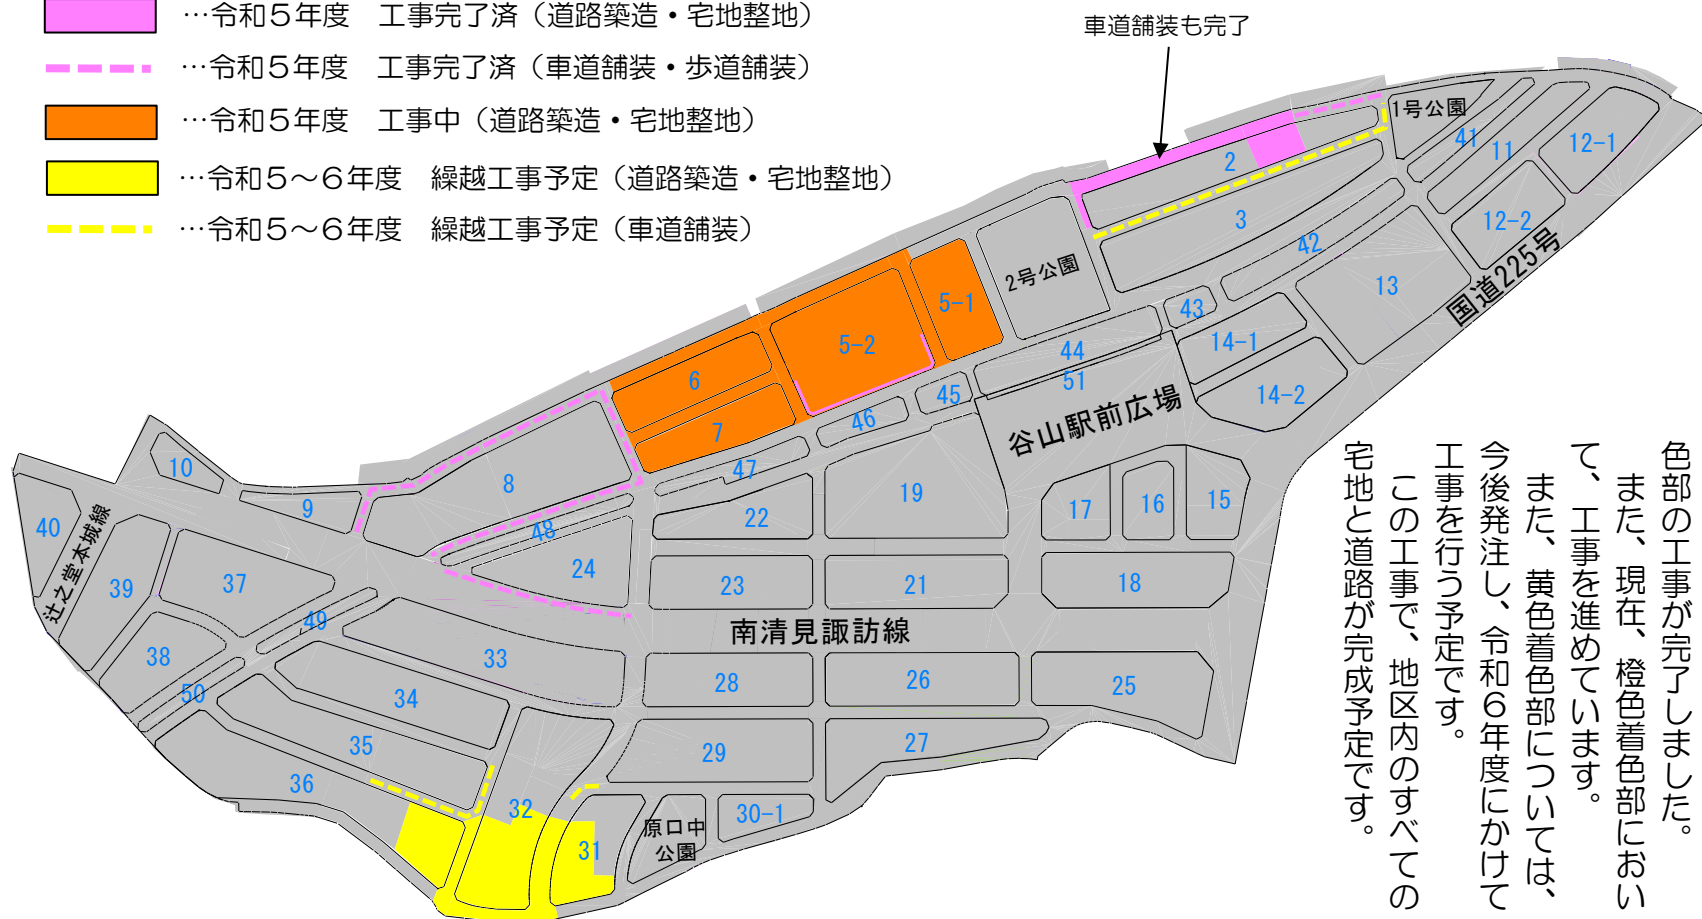 …令和５年度　工事完了済（道路築造・宅地整地）
…令和５年度　工事完了済（車道舗装・歩道舗装）
…令和５年度　工事中（道路築造・宅地整地）
…令和５～６年度　繰越工事予定（道路築造・宅地整地）
…令和５～６年度　繰越工事予定（車道舗装）
車道舗装も完了
1号公園
41
11
12-1
2
3
12-2
42
国道225号
13
2号公園
43
5-1
5-2
14-1
44
6
51
14-2
45
谷山駅前広場
46
7
47
10
8
9
19
15
16
17
22
40
48
辻之堂本城線
24
39
37
23
21
18
49
南清見諏訪線
38
33
28
26
25
50
34
35
29
27
36
32
30-1
原口中
公園
31
色部の工事が完了しました。
また、現在、橙色着色部におい
て、工事を進めています。
また、黄色着色部については、
今後発注し、令和６年度にかけて
工事を行う予定です。
この工事で、地区内のすべての
宅地と道路が完成予定です。